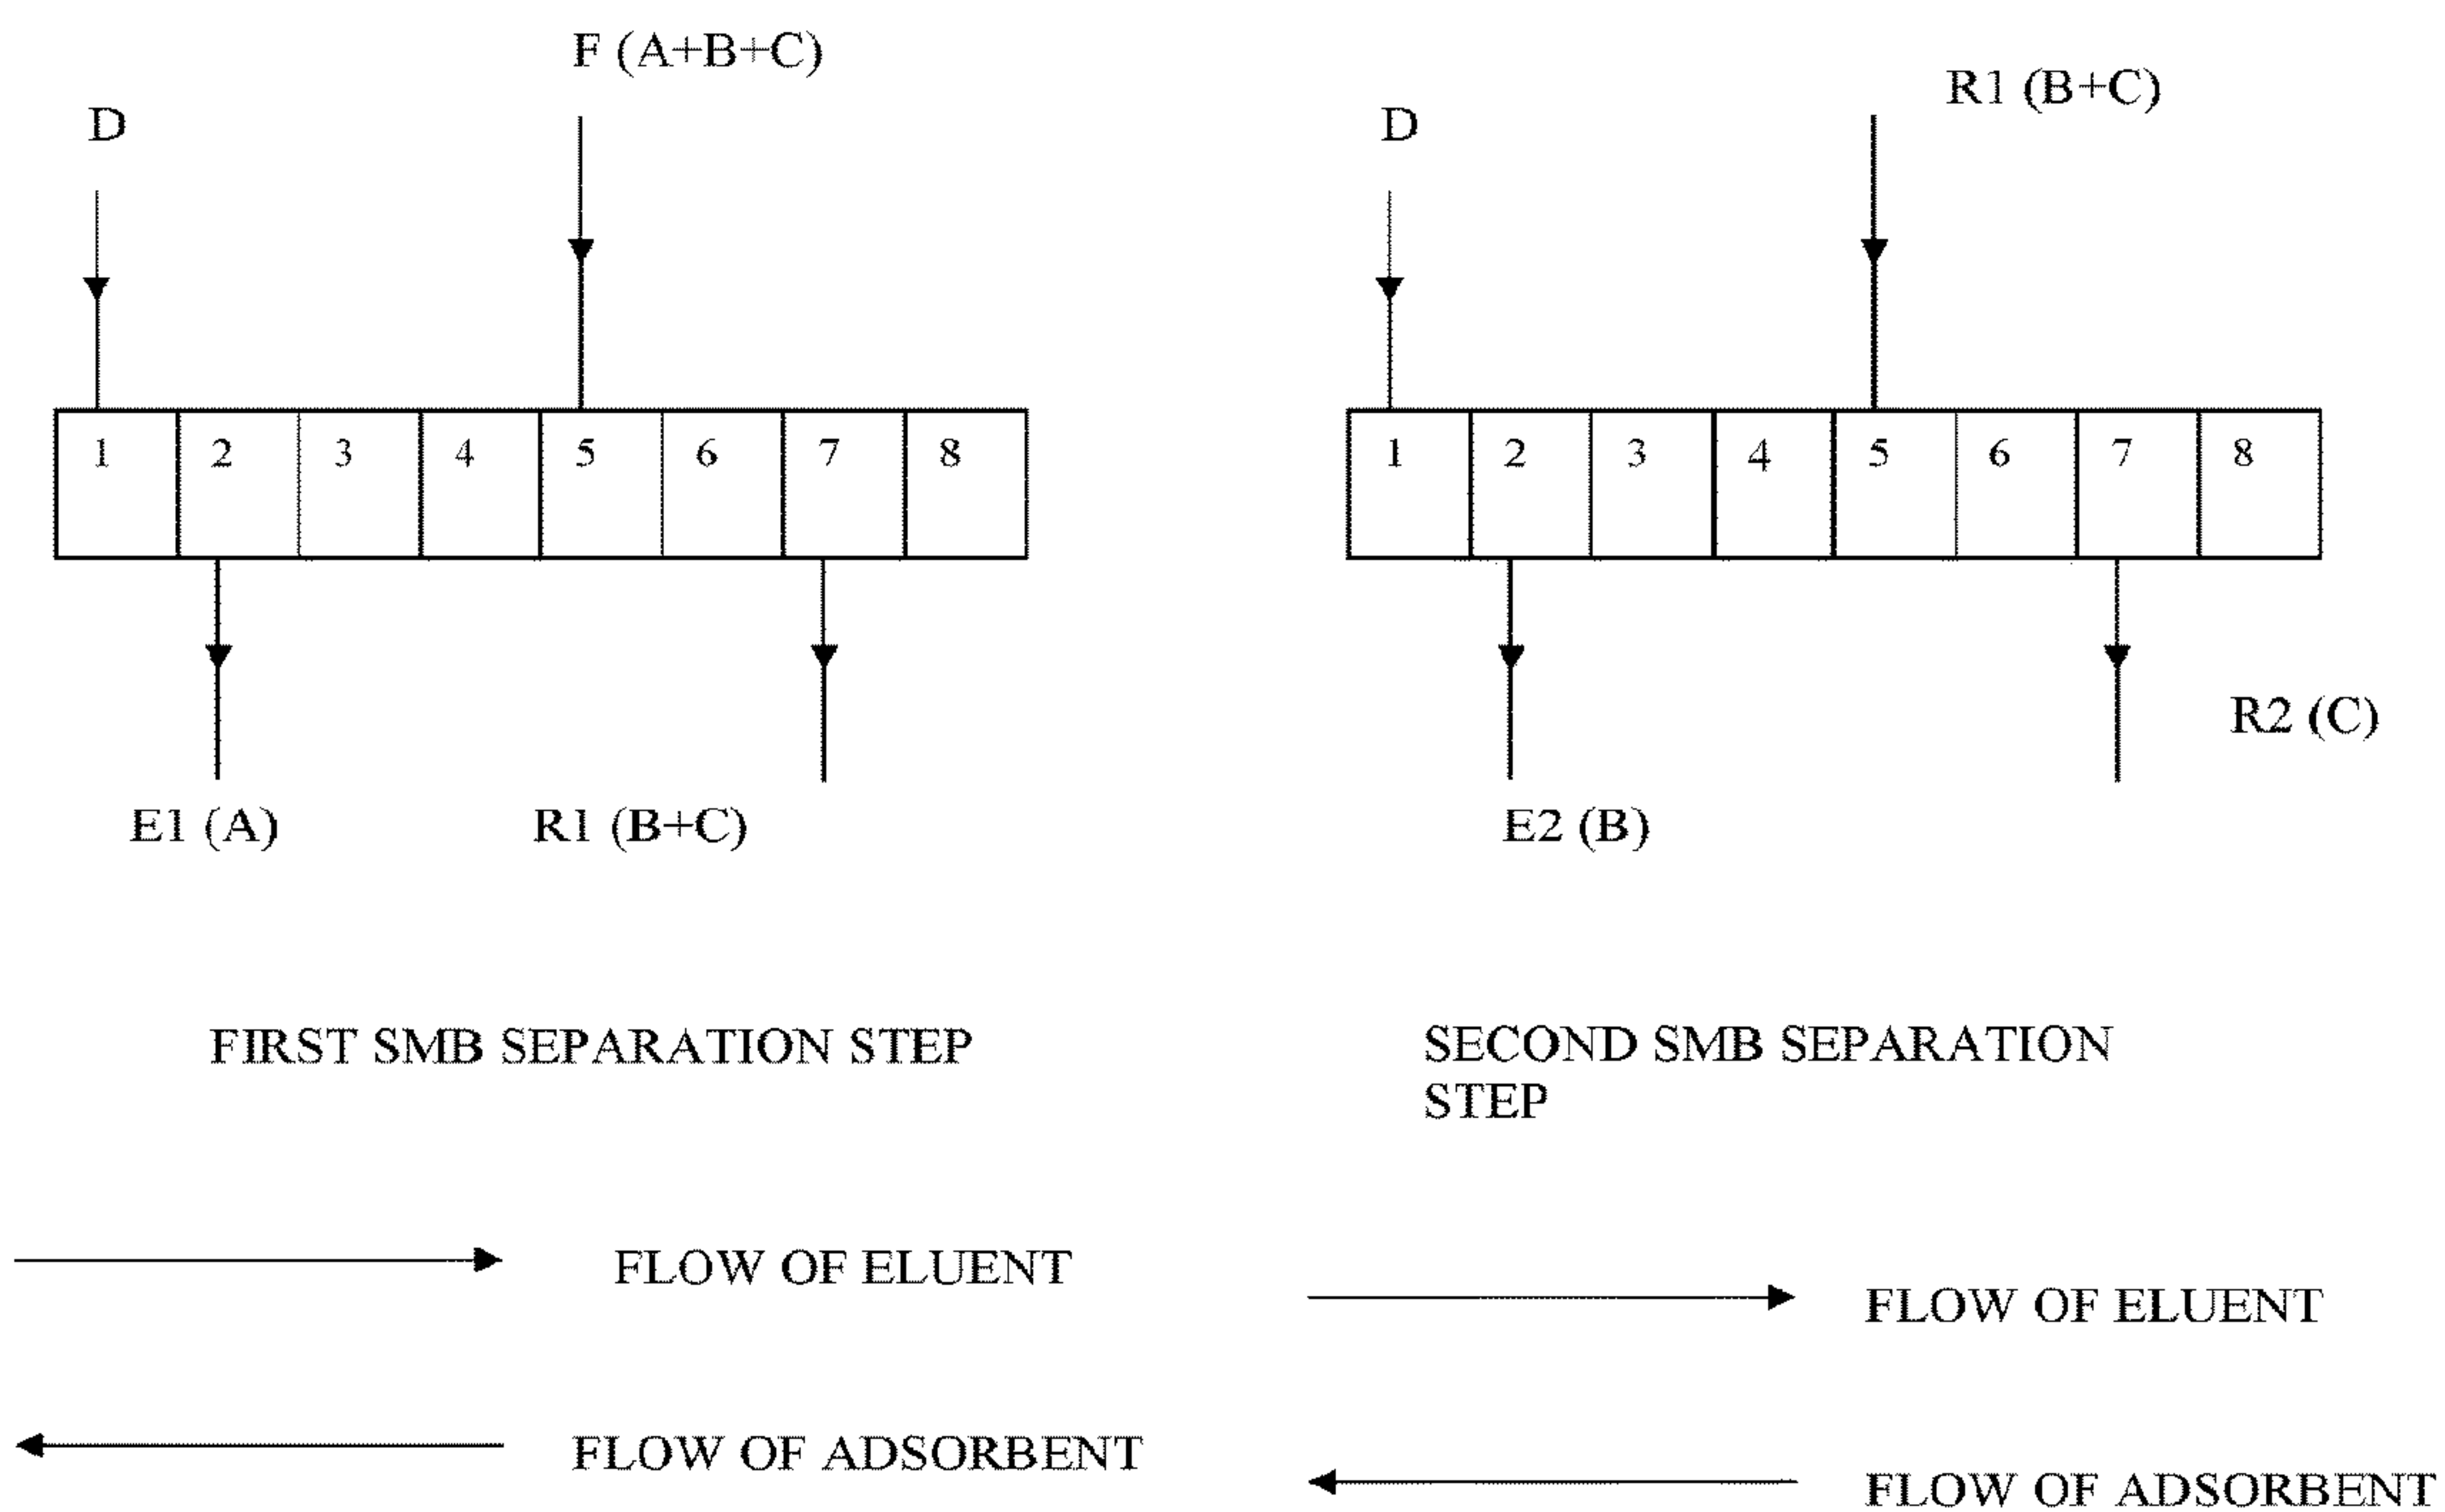 F (A+B+C)
D
1 2 3 4 5 6 7 8
E1 (A)
R1 (B+C)
FIRST SMB SEPARATION STEP
FLOW OF ELUENT
FLOW OF ADSORBENT
R1 (B+C)
D
1 2 3 4 5 6 7 8
R2 (C)
E2 (B)
SECOND SMB SEPARATION
STEP
FLOW OF ELUENT
FLOW OF ADSORBENT